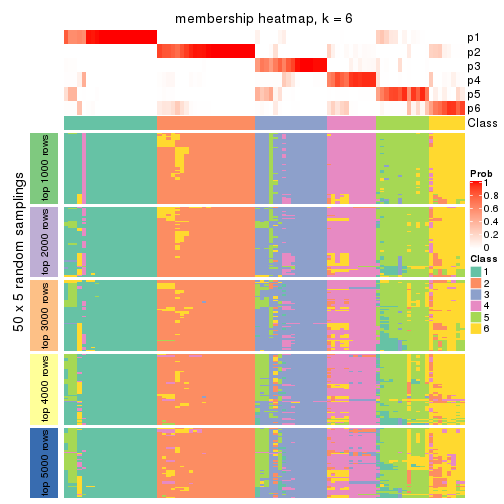 membership heatmap, k = 6
p1
p2
p3
p4
p5
p6
Class
50 x 5 random samplings
top 1000 rows
top 2000 rows
top 3000 rows
top 4000 rows
top 5000 rows
Prob
1
0.8
0.6
0.4
0.2
0
Class
1
2
3
4
5
6